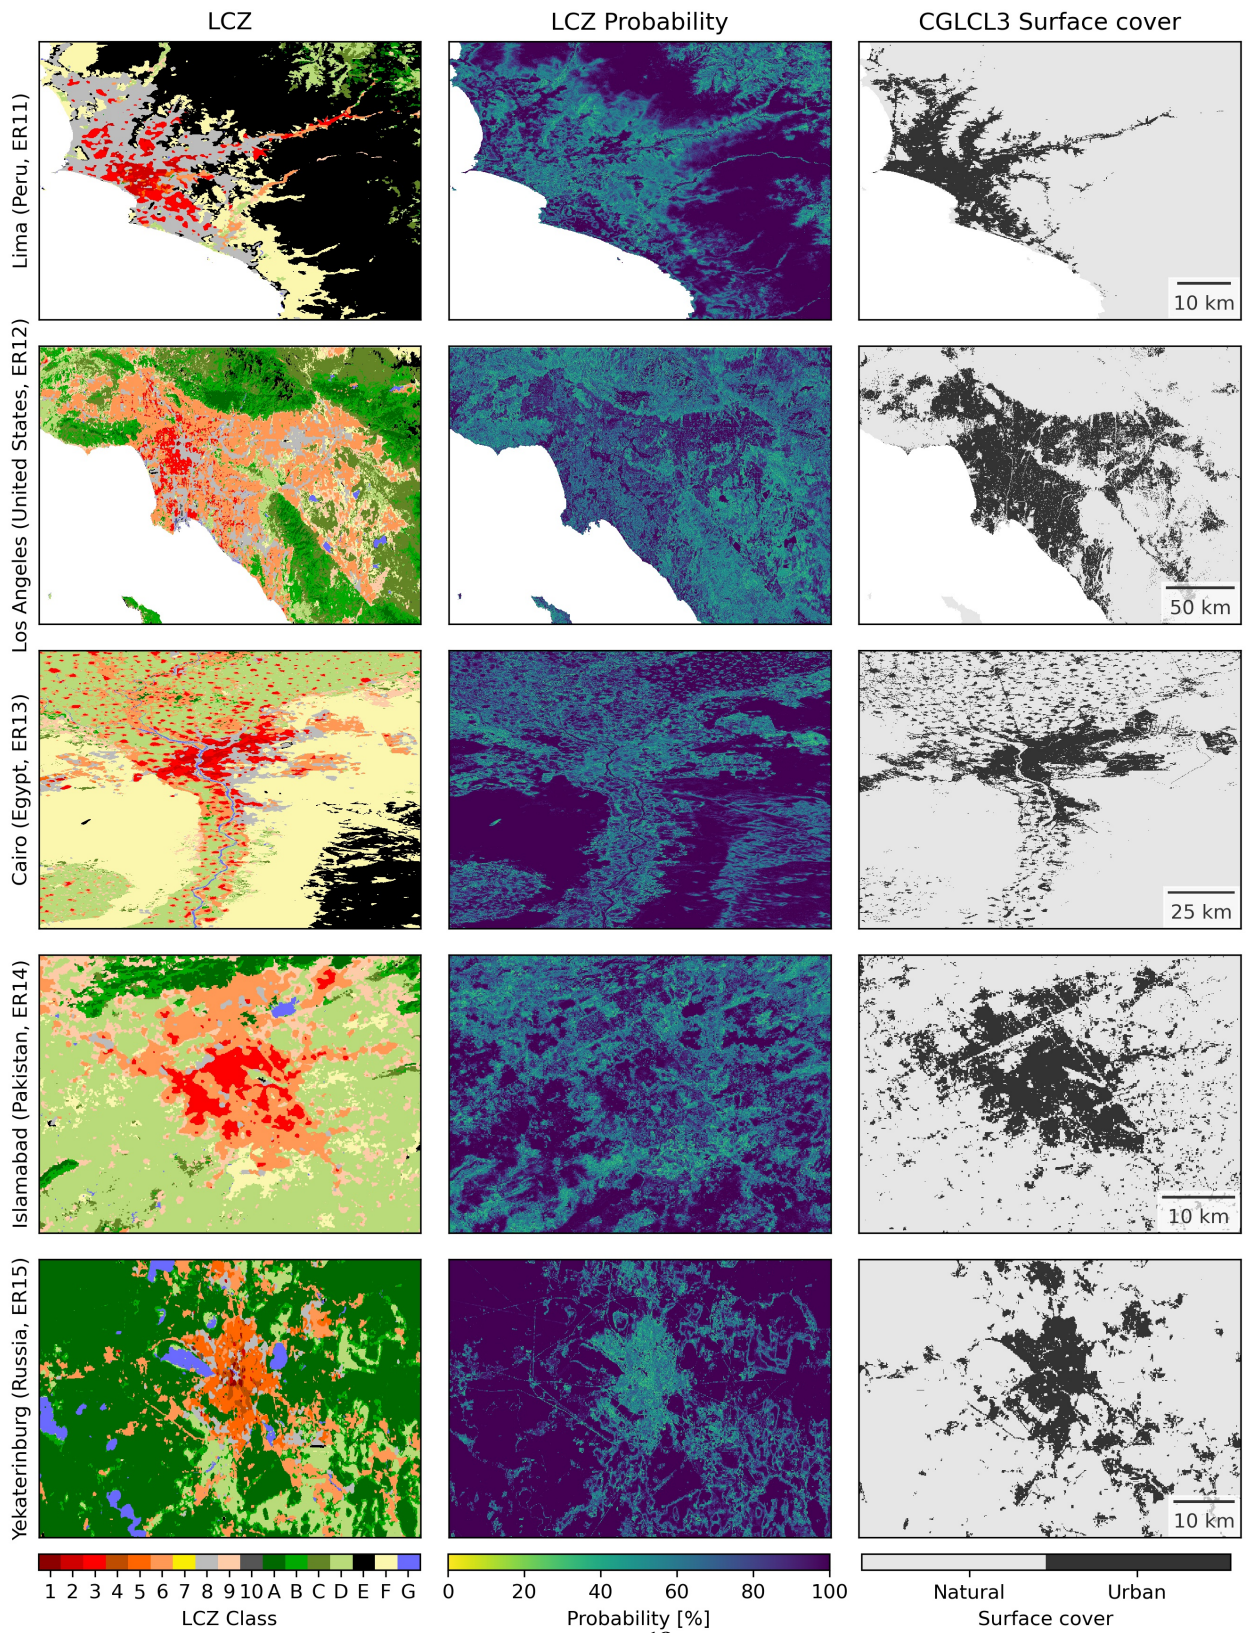 LCZ
LCZ Probability
CGLCL3 Surface cover
Lima (Peru, ER11)
10 km
Los Angeles (United States, ER12)
50 km
Cairo (Egypt, ER13)
25 km
Islamabad (Pakistan, ER14)
10 km
Yekaterinburg (Russia, ER15)
10 km
1 2 3 4 5 6 7 8 9 10 A B C D E F G
LCZ Class
0 20 40 60 80 100
Probability [%]
Natural Urban
Surface cover